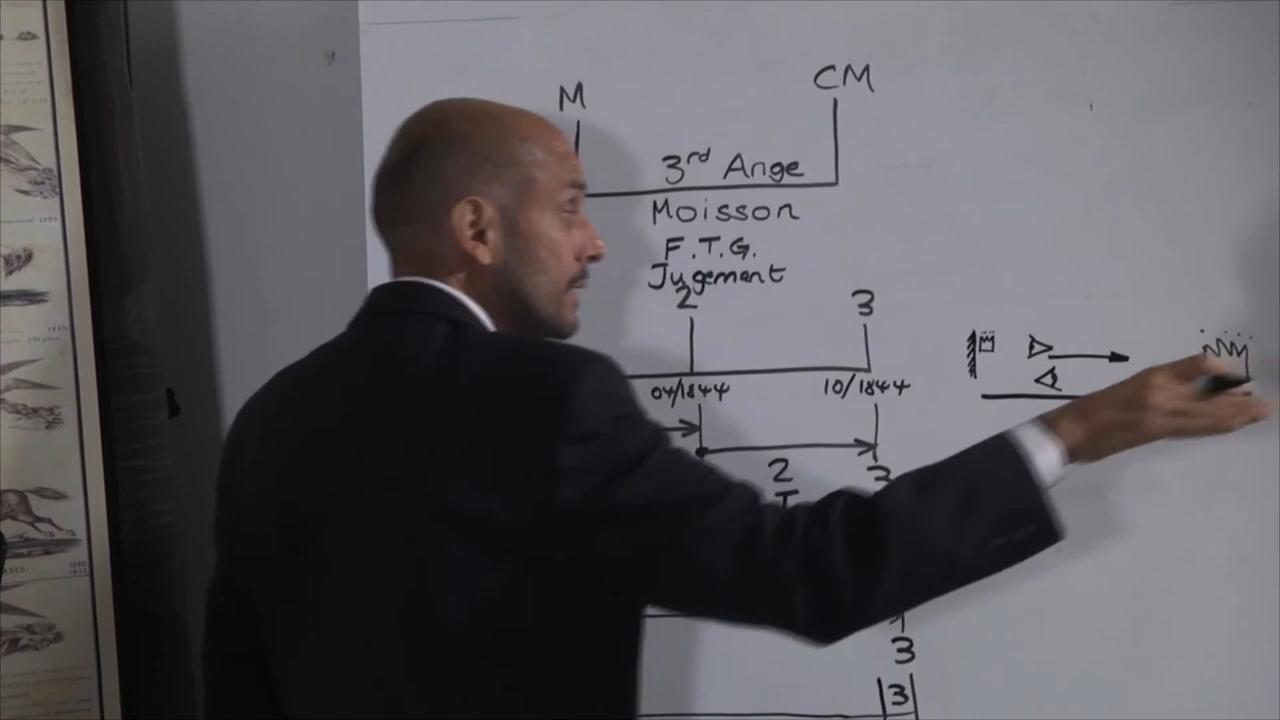 M CM
3rd Ange
Moisson
F.T.G.
Jugement
2 3
04/1844 10/1844
2 3
T
3
3